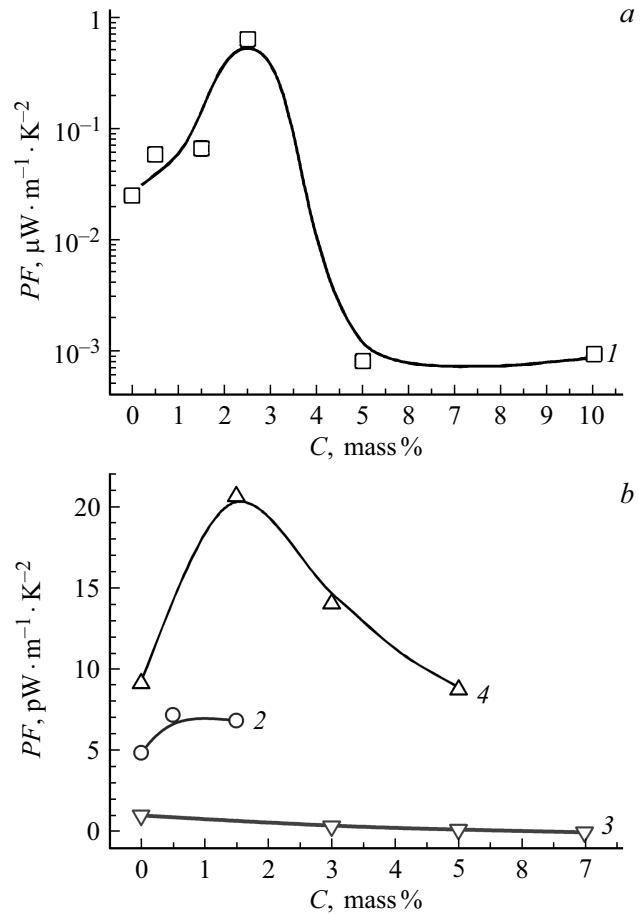 a
1
10⁻¹
10⁻²
10⁻³
PF, μW · m⁻¹ · K⁻²
1
0 1 2 3 4 5 8 7 8 9 10
C, mass %
b
20
15
10
5
0
PF, pW · m⁻¹ · K⁻²
4
2
3
0 1 2 3 4 5 6 7
C, mass %